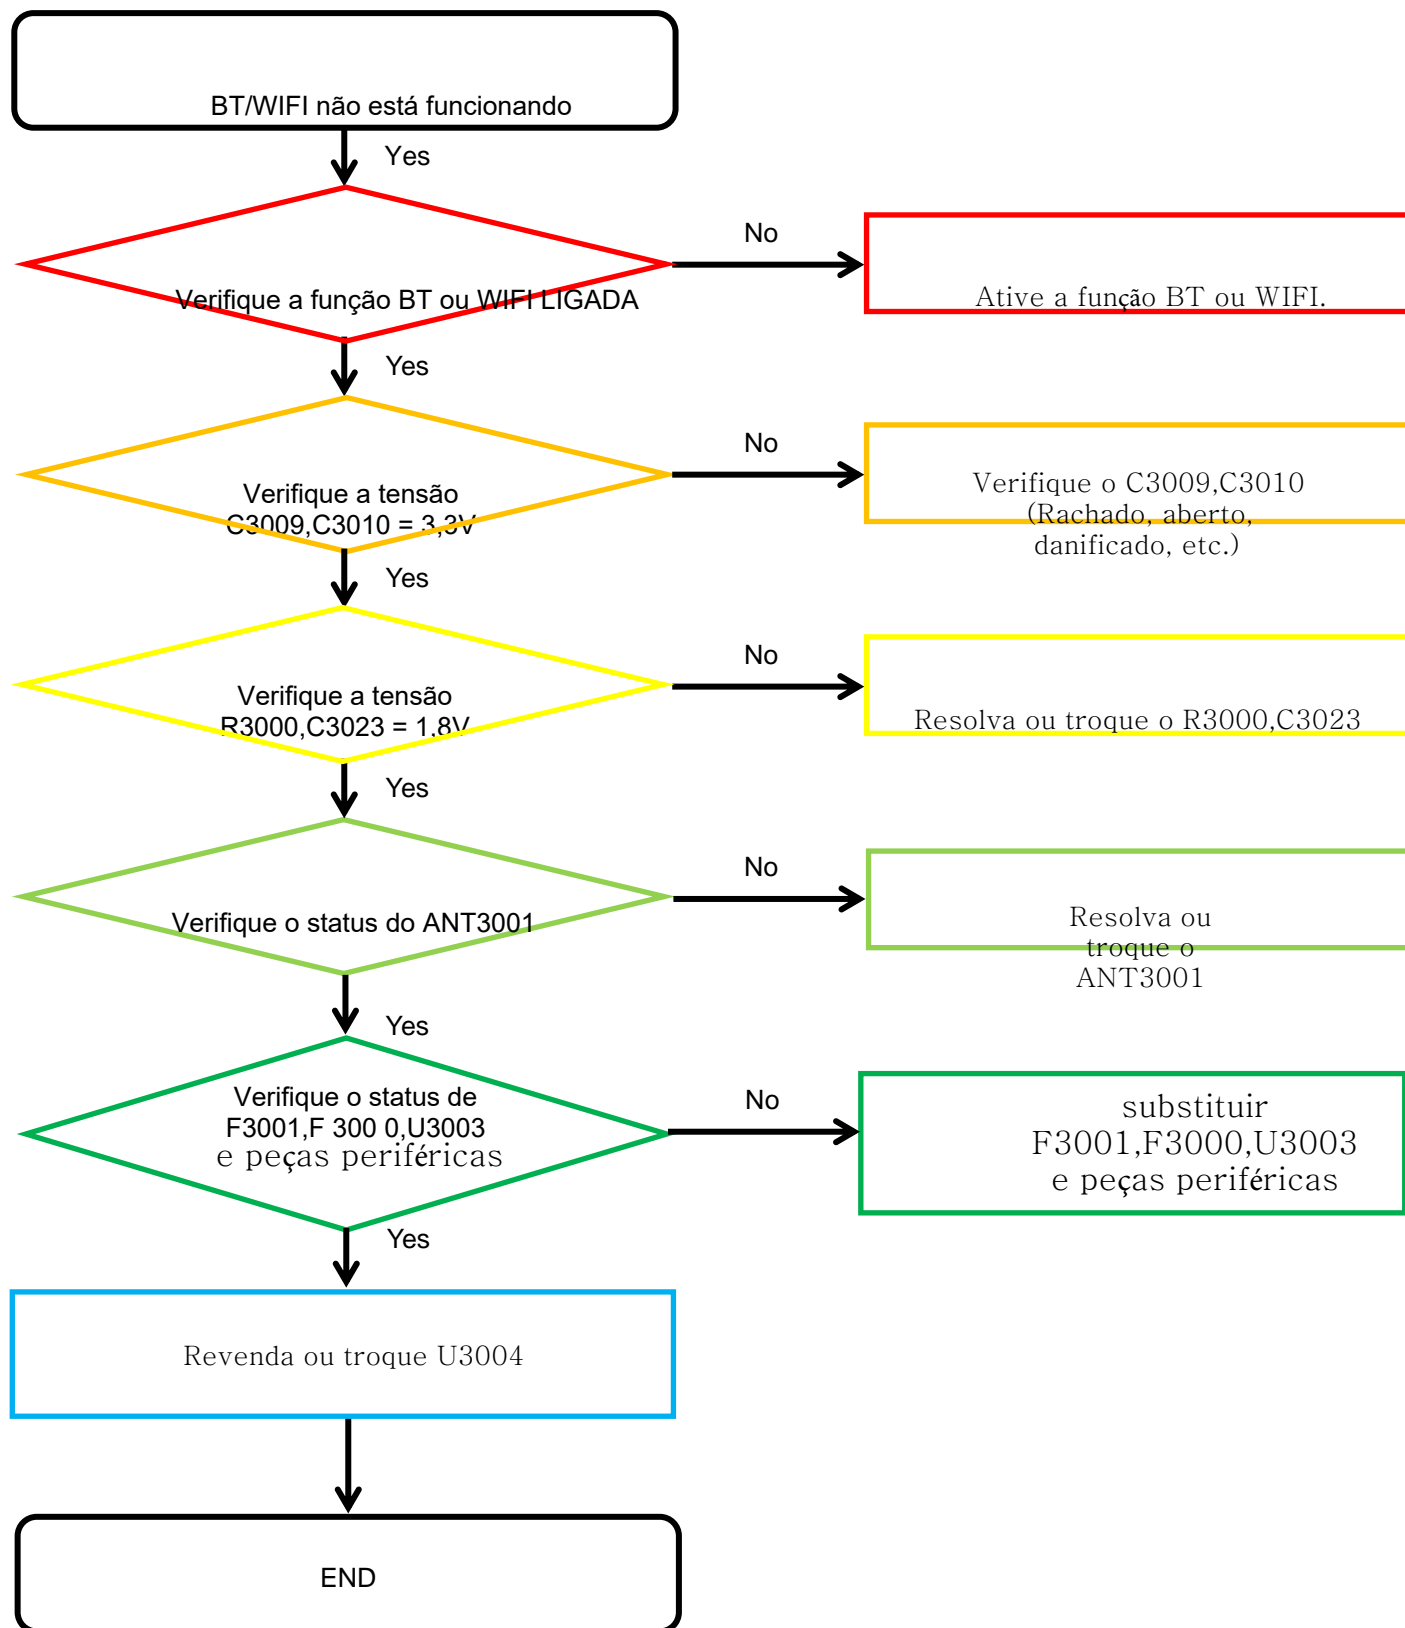 BT/WIFI não está funcionando
Yes
No
Verifique a função BT ou WIFI LIGADA
Ative a função BT ou WIFI.
Yes
No
Verifique a tensão
C3009,C3010 = 3,3V
Verifique o C3009,C3010
(Rachado, aberto,
danificado, etc.)
Yes
No
Verifique a tensão
R3000,C3023 = 1,8V
Resolva ou troque o R3000,C3023
Yes
No
Verifique o status do ANT3001
Resolva ou
troque o
ANT3001
Yes
No
Verifique o status de
F3001,F 300 0,U3003
e peças periféricas
substituir
F3001,F3000,U3003
e peças periféricas
Yes
Revenda ou troque U3004
END